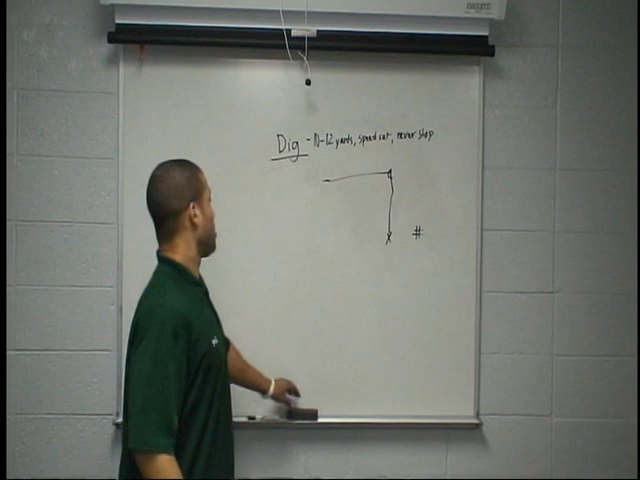 Dig - 10-12 yards, speed cut, never stop
X #